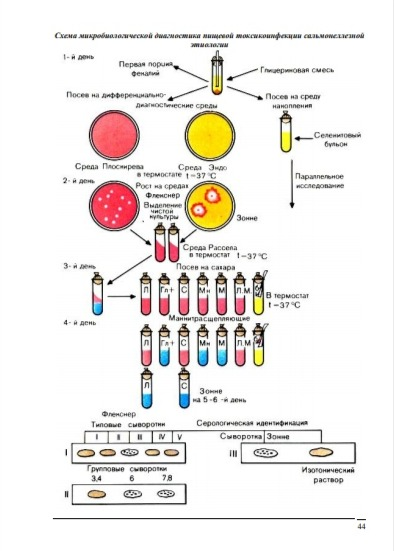 Схема микробиологической диагностика пищевой токсикоинфекции сальмонеллезной
этиологии
1-й день
Первая порция
фекалий
Глицериновая смесь
Посев на дифференциально-
диагностические среды
Посев на среду
накопления
Селенитовый
бульон
Среда Плоскирева
Среда Эндо
в термостате t=37°C
Параллельное
исследование
2-й день
Рост на средах
Флекснер
Выделение
чистой
культуры
Зонне
Среда Рассела
в термостат t-37°C
3-й день
Посев на сахара
Л Гл+ С М Мн М Л.М.
В термостат
t-37°C
4-й день
Маннитрасщепляющие
Л Гл+ С Мн М Л.М
Л С
Зонне
на 5-6 -й день
Флекснер
Типовые сыворотки
Серологическая идентификация
I II III IV V
Сыворотка Зонне
I
III
Групповые сыворотки
Изотонический
раствор
3,4 6 7,8
II
44